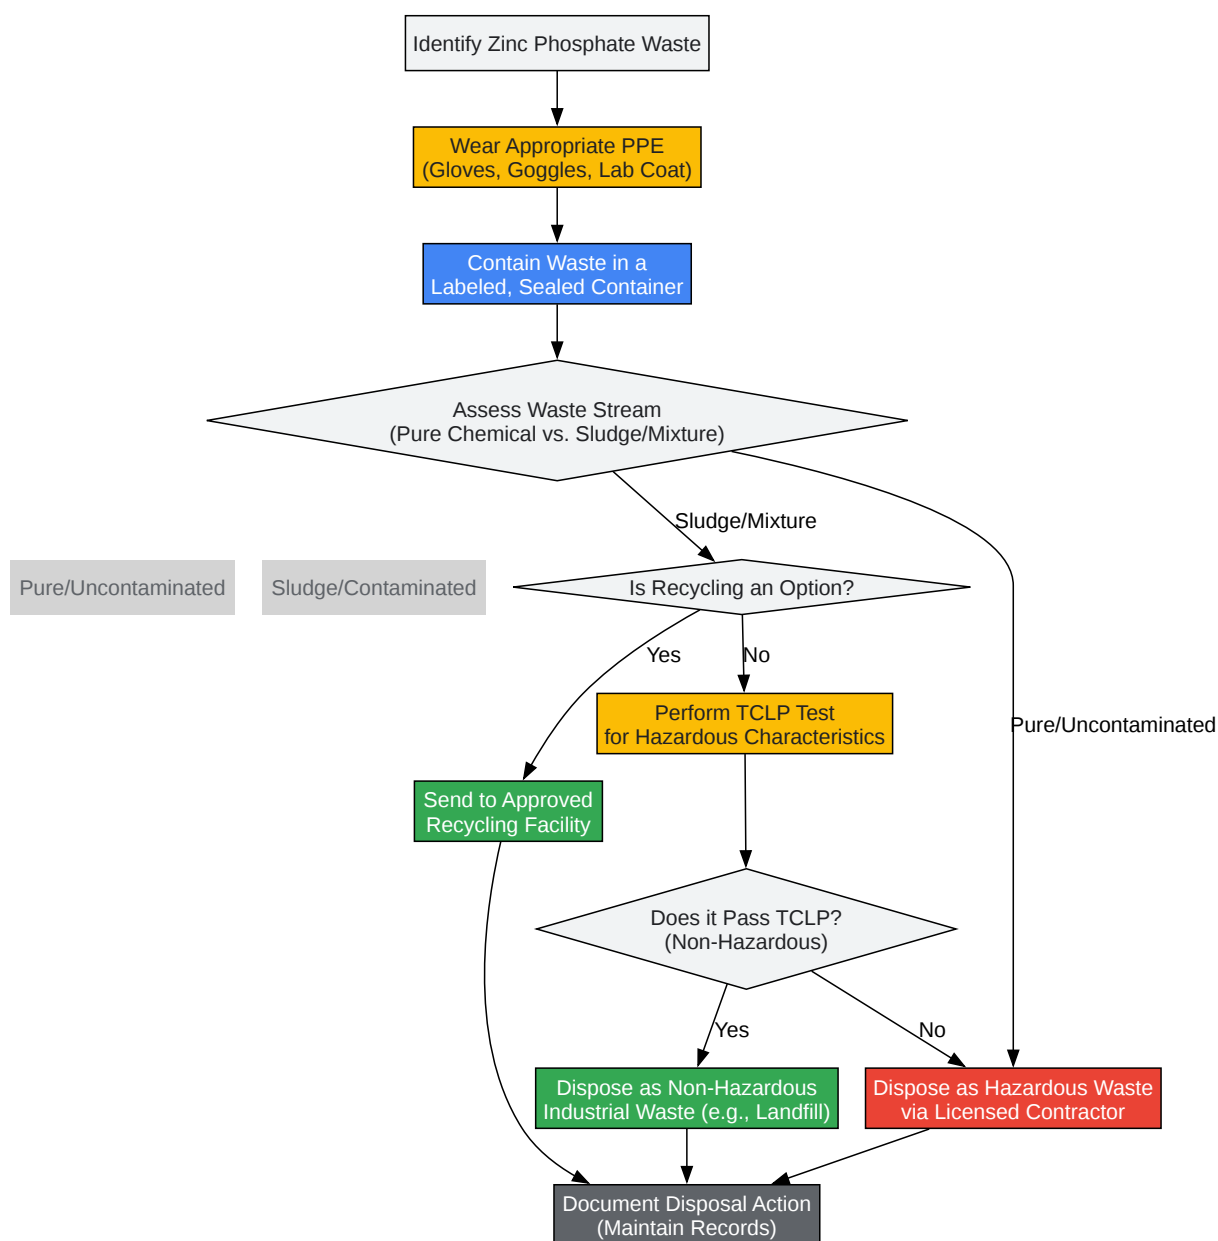 Identify Zinc Phosphate Waste
Wear Appropriate PPE
(Gloves, Goggles, Lab Coat)
Contain Waste in a
Labeled, Sealed Container
Assess Waste Stream
(Pure Chemical vs. Sludge/Mixture)
Sludge/Mixture
Pure/Uncontaminated
Sludge/Contaminated
Is Recycling an Option?
Yes
No
Perform TCLP Test
for Hazardous Characteristics
Pure/Uncontaminated
Send to Approved
Recycling Facility
Does it Pass TCLP?
(Non-Hazardous)
Yes
No
Dispose as Non-Hazardous
Industrial Waste (e.g., Landfill)
Dispose as Hazardous Waste
via Licensed Contractor
Document Disposal Action
(Maintain Records)